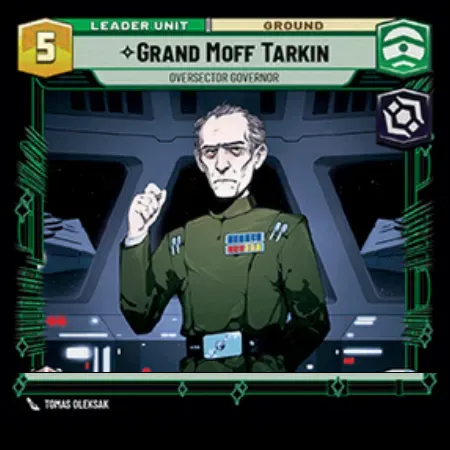 LEADER UNIT
GROUND
5
GRAND MOFF TARKIN
OVERSECTOR GOVERNOR
TOMAS OLEKSAK